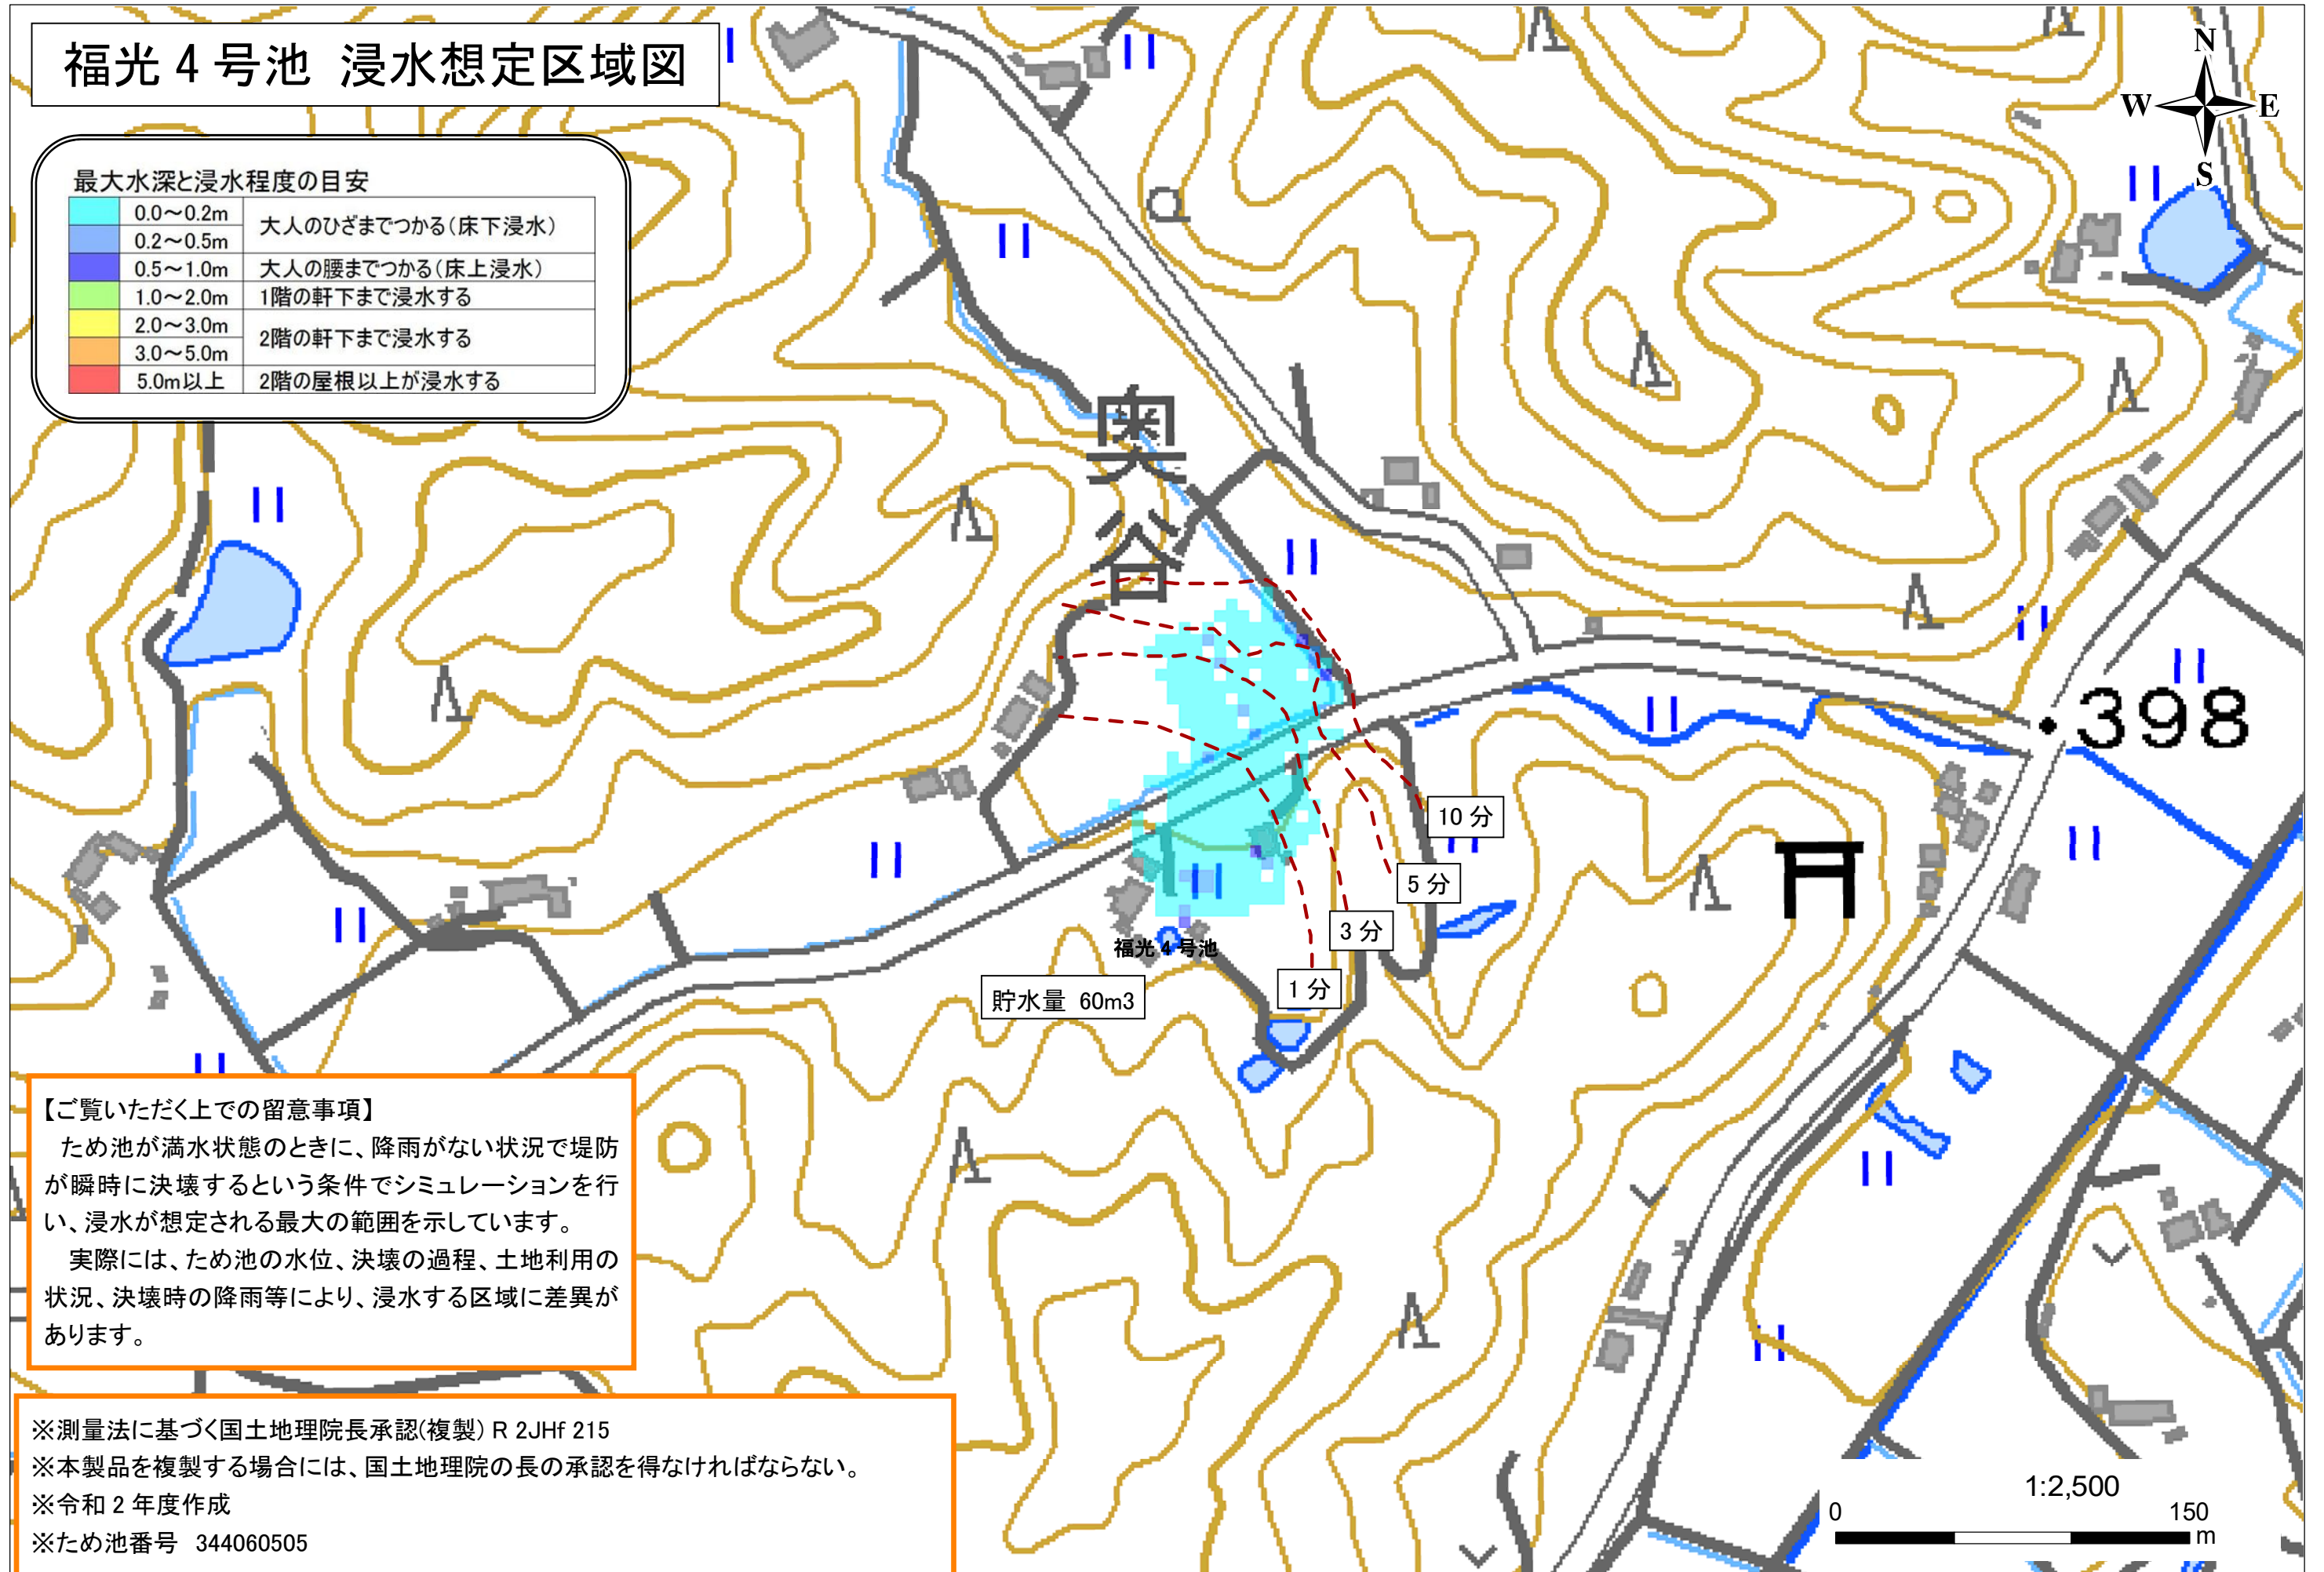 福光4号池 浸水想定区域図
N
W E
S
最大水深と浸水程度の目安
0.0～0.2m
大人のひざまでつかる(床下浸水)
0.2～0.5m
0.5～1.0m 大人の腰までつかる(床上浸水)
1.0～2.0m 1階の軒下まで浸水する
2.0～3.0m
2階の軒下まで浸水する
3.0～5.0m
5.0m以上 2階の屋根以上が浸水する
奥谷
・398
10分
5分
3分
1分
福光4号池
貯水量 60m3
【ご覧いただく上での留意事項】
ため池が満水状態のときに、降雨がない状況で堤防
が瞬時に決壊するという条件でシミュレーションを行
い、浸水が想定される最大の範囲を示しています。
実際には、ため池の水位、決壊の過程、土地利用の
状況、決壊時の降雨等により、浸水する区域に差異が
あります。
※測量法に基づく国土地理院長承認(複製) R 2JHf 215
※本製品を複製する場合には、国土地理院の長の承認を得なければならない。
※令和2年度作成
※ため池番号 344060505
1:2,500
0 150
m